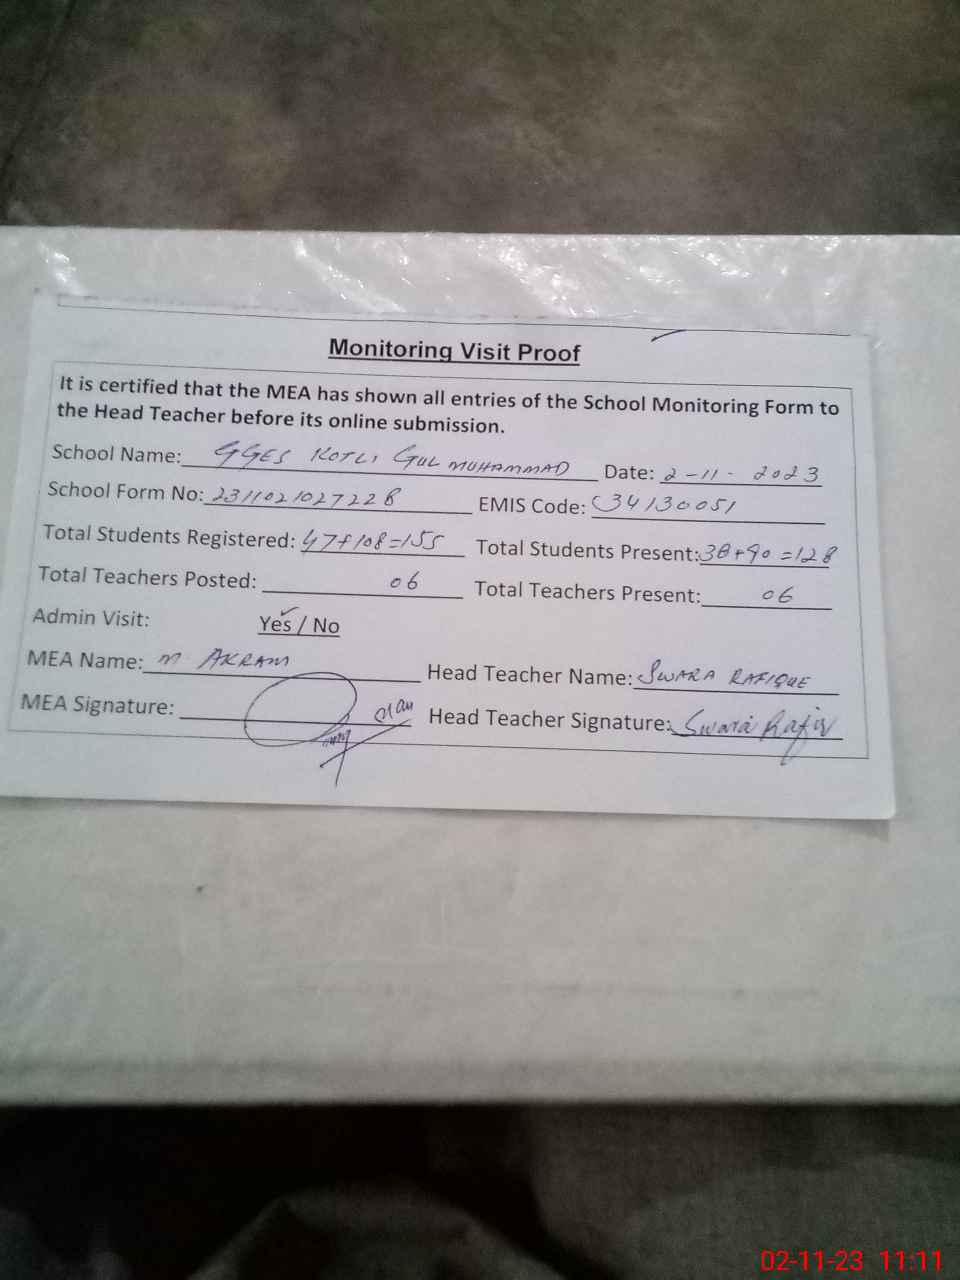 Monitoring Visit Proof
It is certified that the MEA has shown all entries of the School Monitoring Form to
the Head Teacher before its online submission.
School Name: GGES KOTLI GUL MUHAMMAD Date: 2-11-2023
School Form No: 2311021027228 EMIS Code: 34130051
Total Students Registered: 47+108=155 Total Students Present: 38+90=128
Total Teachers Posted: 06 Total Teachers Present: 06
Admin Visit: Yes / No
MEA Name: M. AKRAM Head Teacher Name: SWARA RAFIQUE
MEA Signature: Head Teacher Signature: Swara Rafiq
02-11-23 11:11